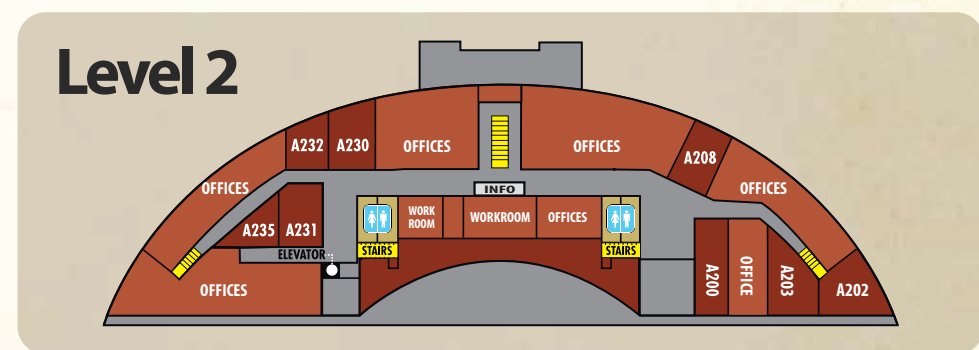 Level 2
A232
A230
OFFICES
OFFICES
A208
OFFICES
OFFICES
INFO
A235
A231
WORK
ROOM
WORKROOM
OFFICES
ELEVATOR
STAIRS
STAIRS
OFFICES
A200
OFFICE
A203
A202